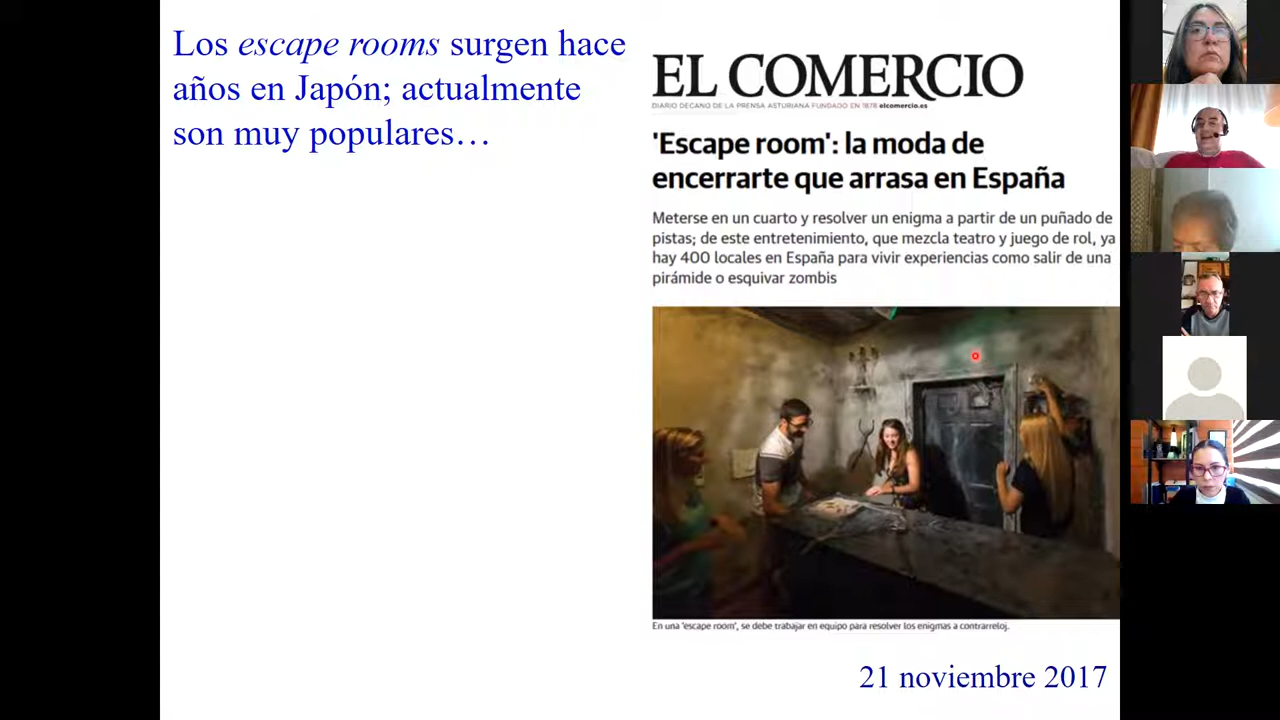 Los escape rooms surgen hace
años en Japón; actualmente
son muy populares…
EL COMERCIO
DIARIO DECANO DE LA PRENSA ASTURIANA FUNDADO EN 1878 elcomercio.es
'Escape room': la moda de
encerrarte que arrasa en España
Meterse en un cuarto y resolver un enigma a partir de un puñado de
pistas; de este entretenimiento, que mezcla teatro y juego de rol, ya
hay 400 locales en España para vivir experiencias como salir de una
pirámide o esquivar zombis
En una 'escape room', se debe trabajar en equipo para resolver los enigmas a contrarreloj.
21 noviembre 2017